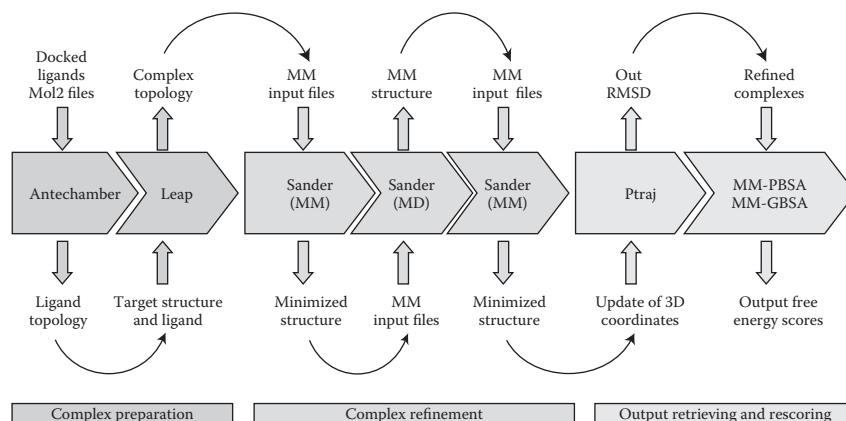 Docked
ligands
Mol2 files
Complex
topology
MM
input files
MM
structure
MM
input files
Out
RMSD
Refined
complexes
Antechamber
Leap
Sander
(MM)
Sander
(MD)
Sander
(MM)
Ptraj
MM-PBSA
MM-GBSA
Ligand
topology
Target structure
and ligand
Minimized
structure
MM
input files
Minimized
structure
Update of 3D
coordinates
Output free
energy scores
Complex preparation
Complex refinement
Output retrieving and rescoring